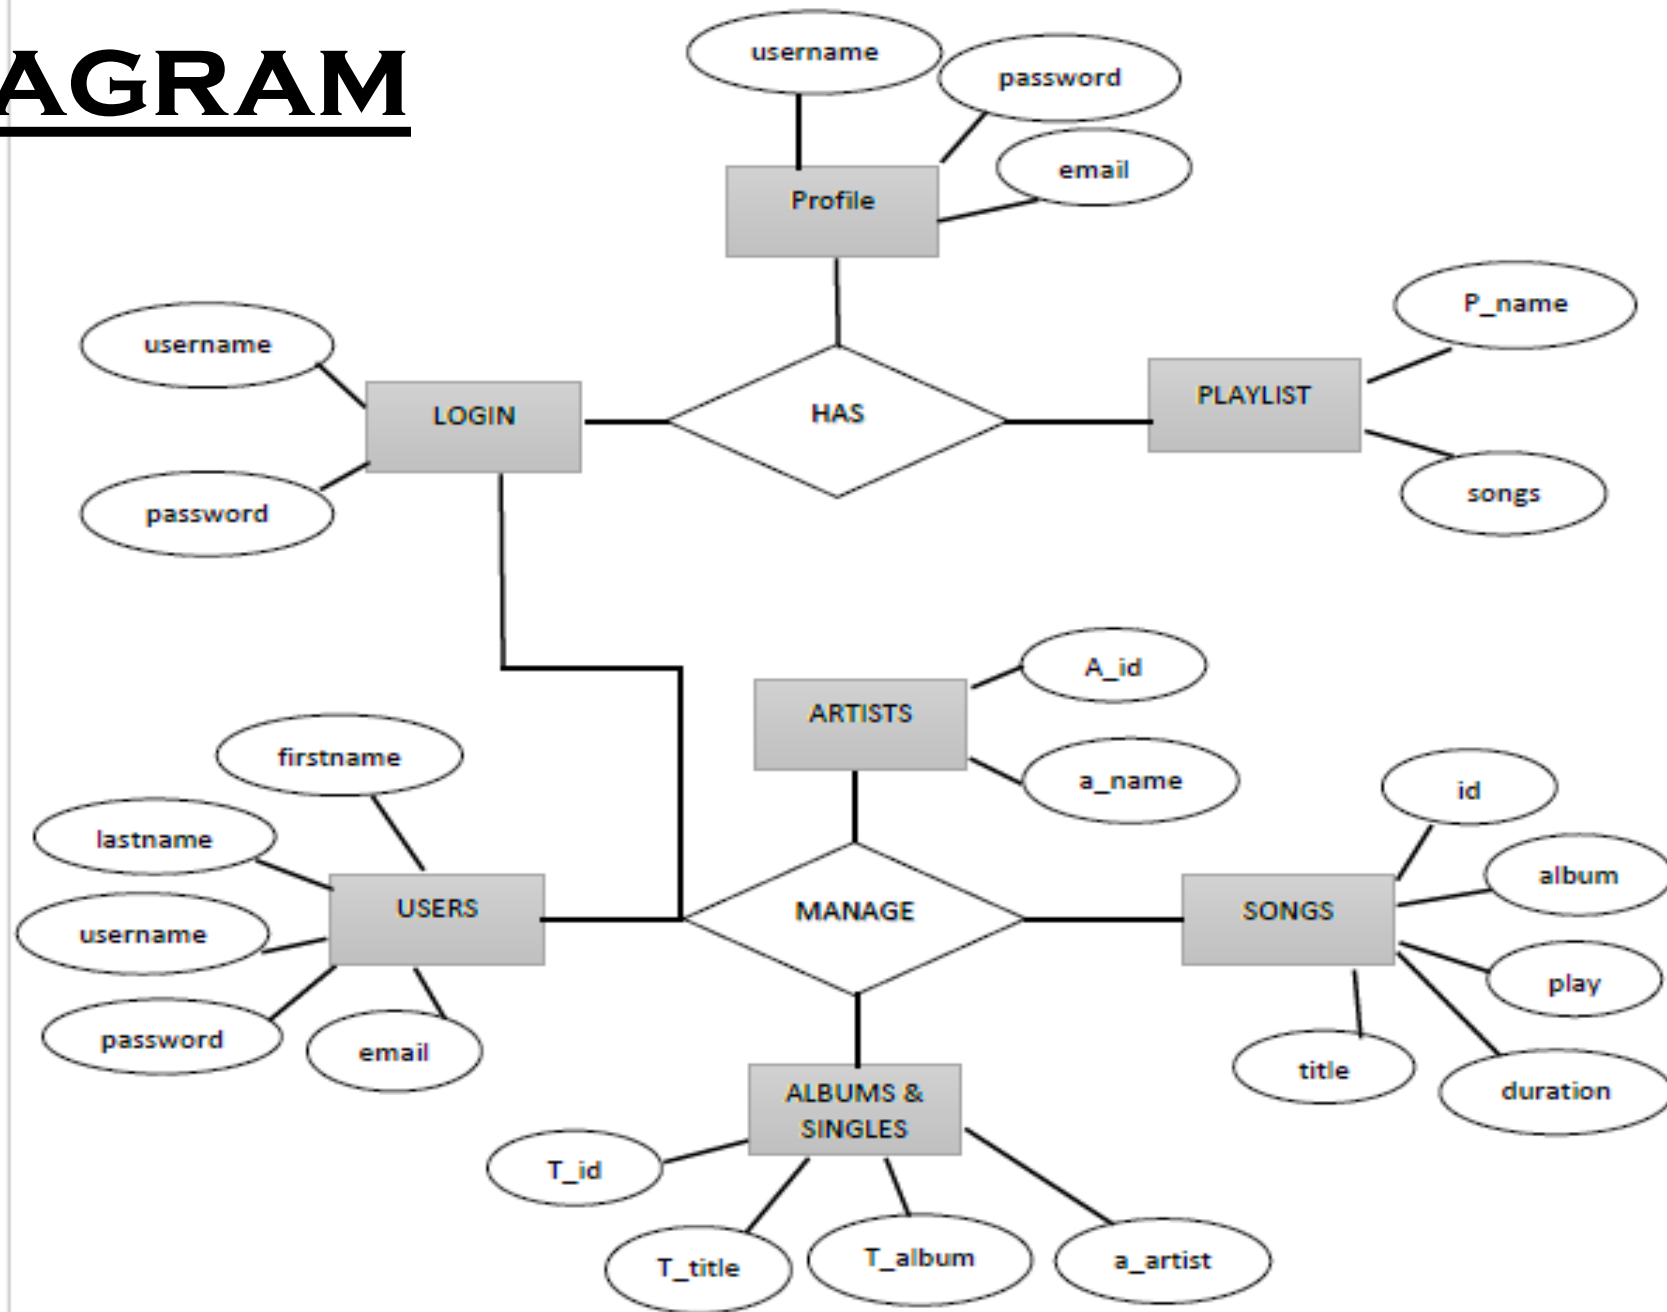 AGRAM
username
password
email
Profile
P_name
username
PLAYLIST
LOGIN
HAS
songs
password
A_id
ARTISTS
firstname
a_name
id
lastname
album
USERS
MANAGE
SONGS
username
play
password
email
title
duration
ALBUMS &
SINGLES
T_id
T_title
T_album
a_artist